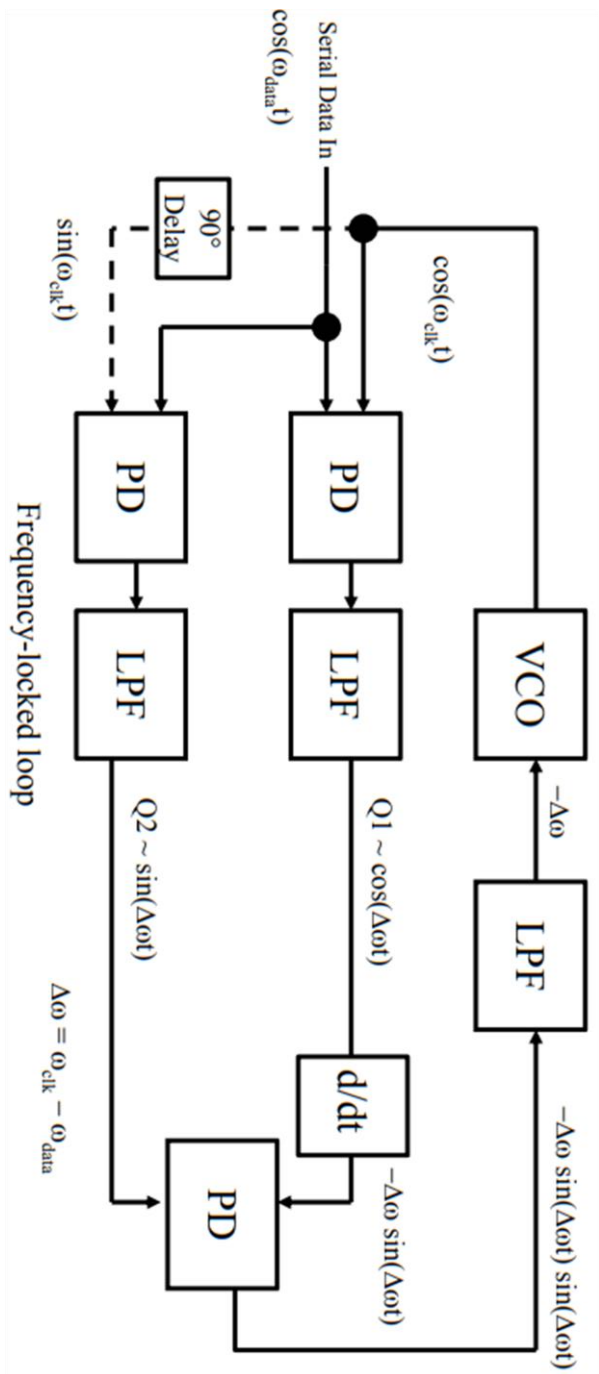 VCO
−Δω
LPF
−Δω sin(Δωt) sin(Δωt)
cos(ω_clk t)
Serial Data In
cos(ω_data t)
PD
LPF
Q1 ~ cos(Δωt)
d/dt
−Δω sin(Δωt)
90°
Delay
sin(ω_clk t)
PD
LPF
Q2 ~ sin(Δωt)
PD
Δω = ω_clk − ω_data
Frequency-locked loop